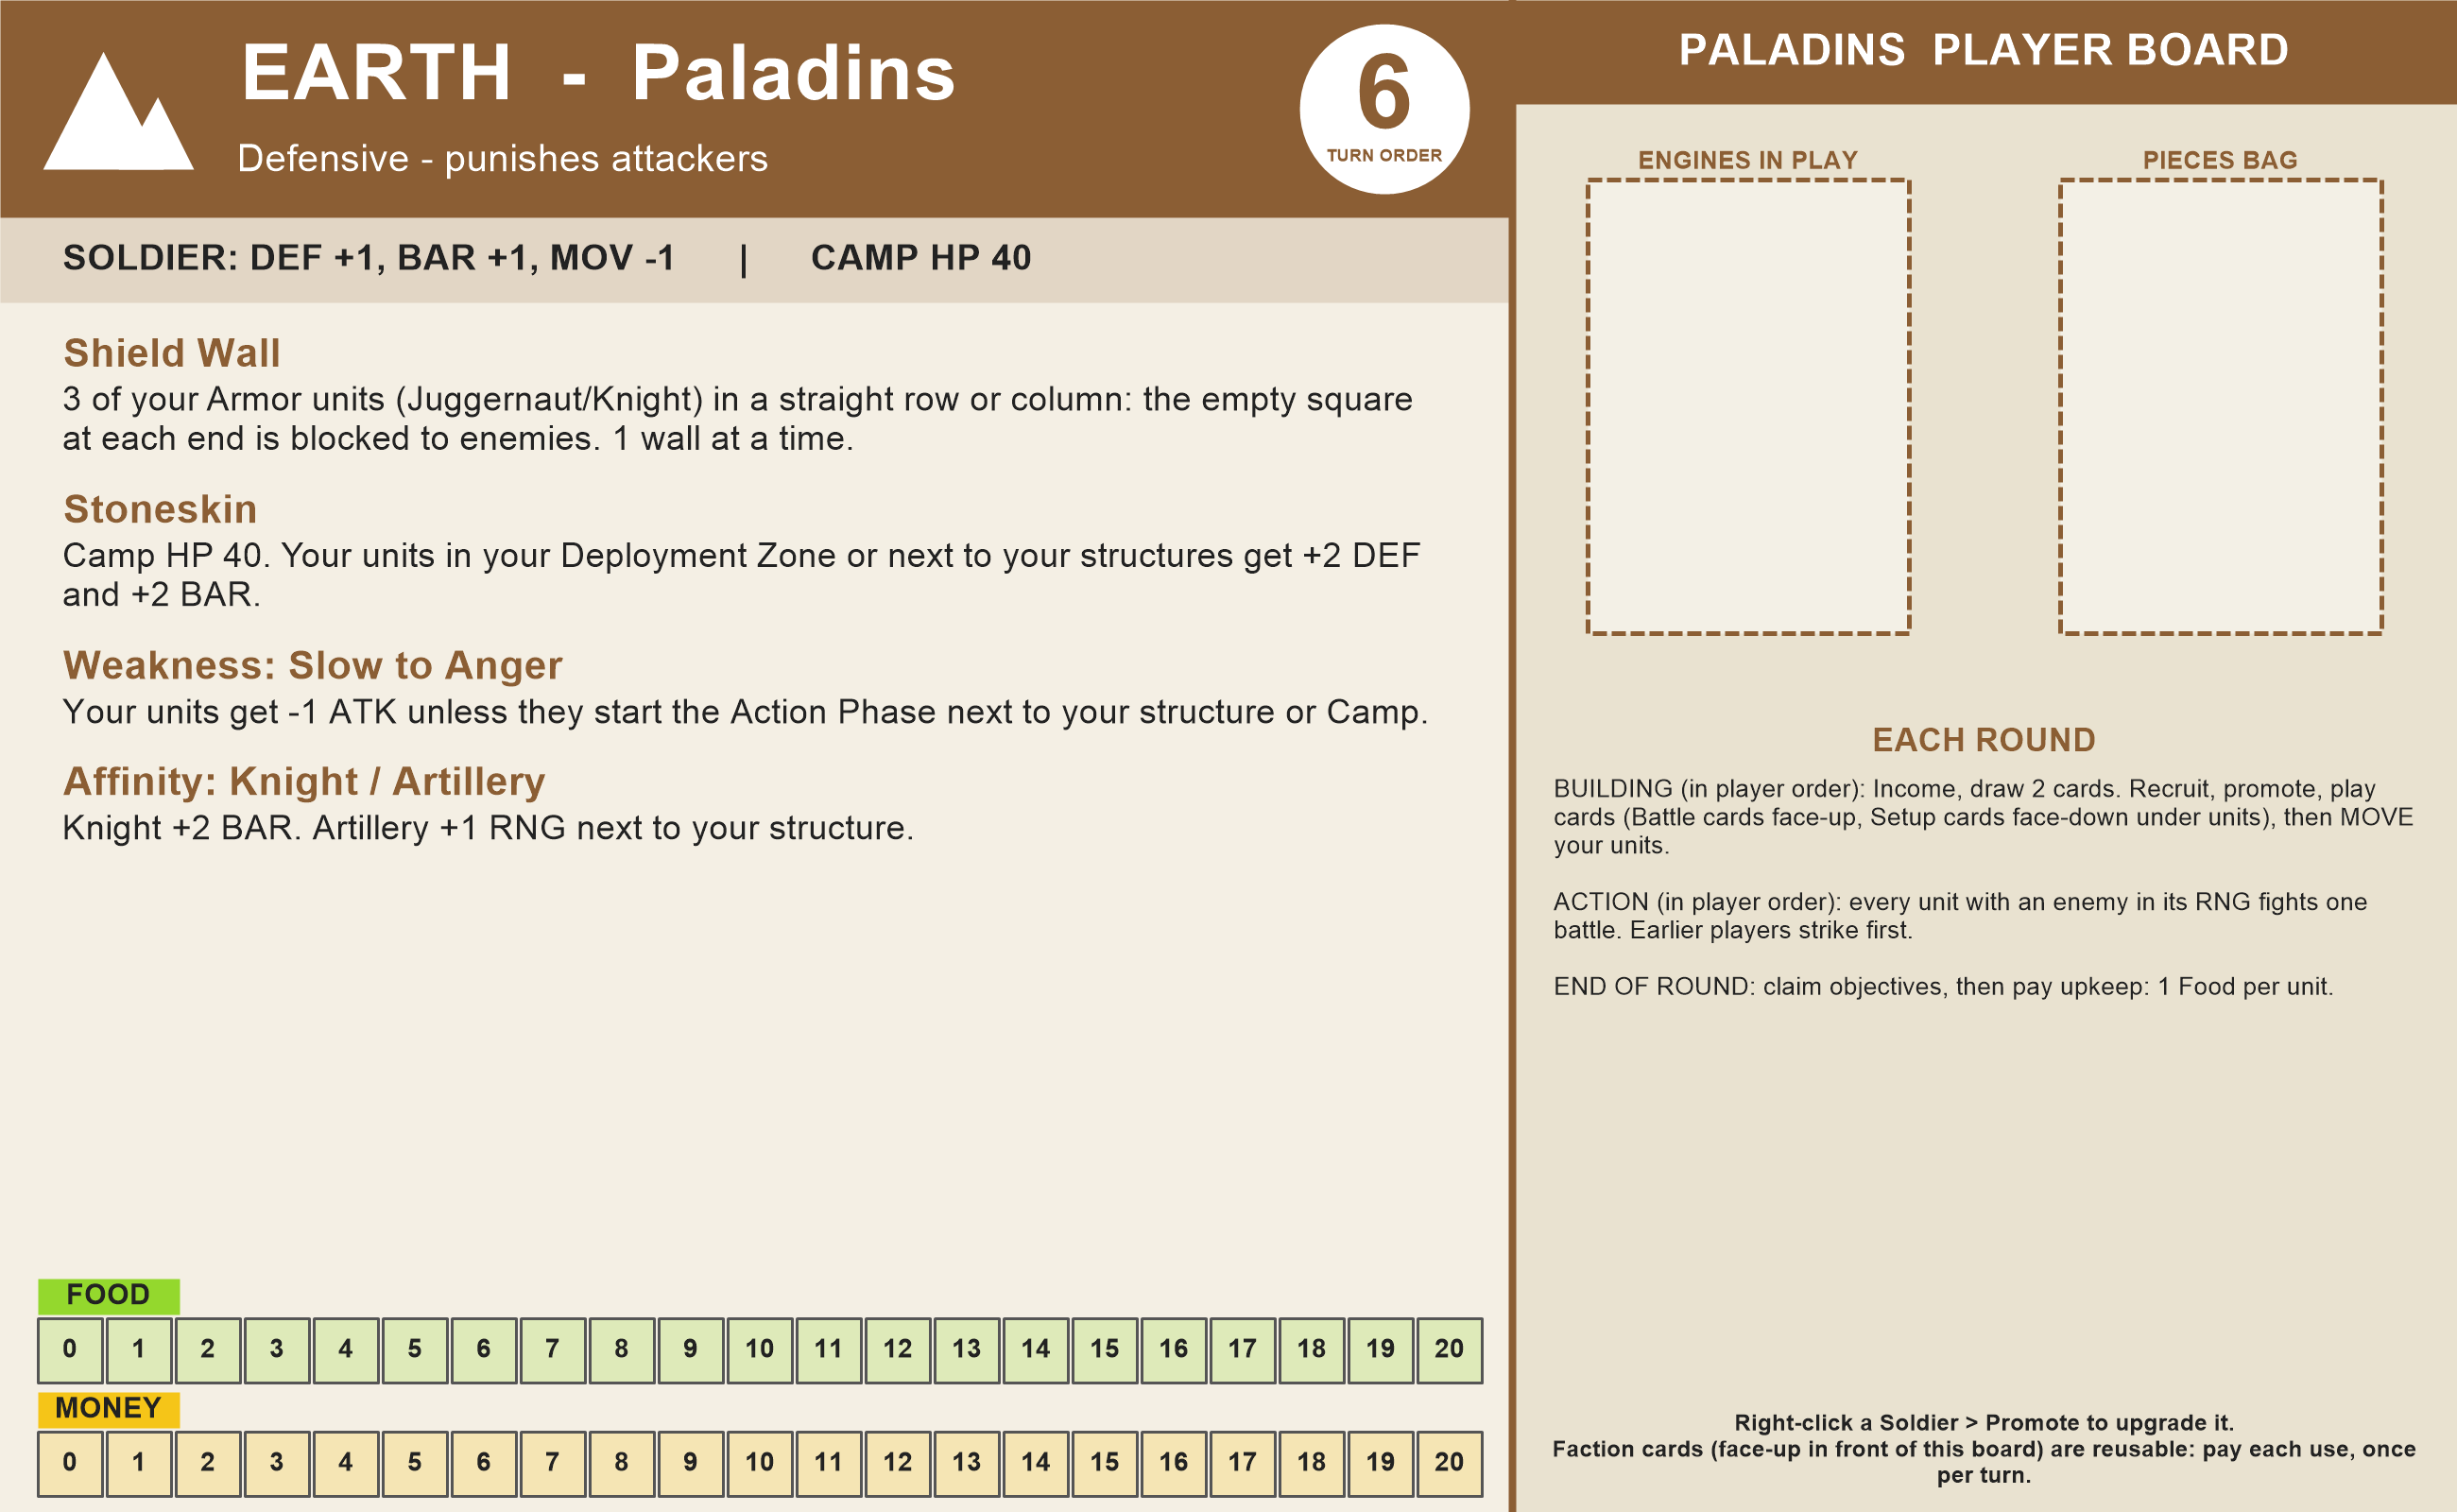 EARTH - Paladins
Defensive - punishes attackers
6
TURN ORDER
SOLDIER: DEF +1, BAR +1, MOV -1 | CAMP HP 40
Shield Wall
3 of your Armor units (Juggernaut/Knight) in a straight row or column: the empty square
at each end is blocked to enemies. 1 wall at a time.
Stoneskin
Camp HP 40. Your units in your Deployment Zone or next to your structures get +2 DEF
and +2 BAR.
Weakness: Slow to Anger
Your units get -1 ATK unless they start the Action Phase next to your structure or Camp.
Affinity: Knight / Artillery
Knight +2 BAR. Artillery +1 RNG next to your structure.
FOOD
0 1 2 3 4 5 6 7 8 9 10 11 12 13 14 15 16 17 18 19 20
MONEY
0 1 2 3 4 5 6 7 8 9 10 11 12 13 14 15 16 17 18 19 20
PALADINS PLAYER BOARD
ENGINES IN PLAY
PIECES BAG
EACH ROUND
BUILDING (in player order): Income, draw 2 cards. Recruit, promote, play
cards (Battle cards face-up, Setup cards face-down under units), then MOVE
your units.
ACTION (in player order): every unit with an enemy in its RNG fights one
battle. Earlier players strike first.
END OF ROUND: claim objectives, then pay upkeep: 1 Food per unit.
Right-click a Soldier > Promote to upgrade it.
Faction cards (face-up in front of this board) are reusable: pay each use, once
per turn.